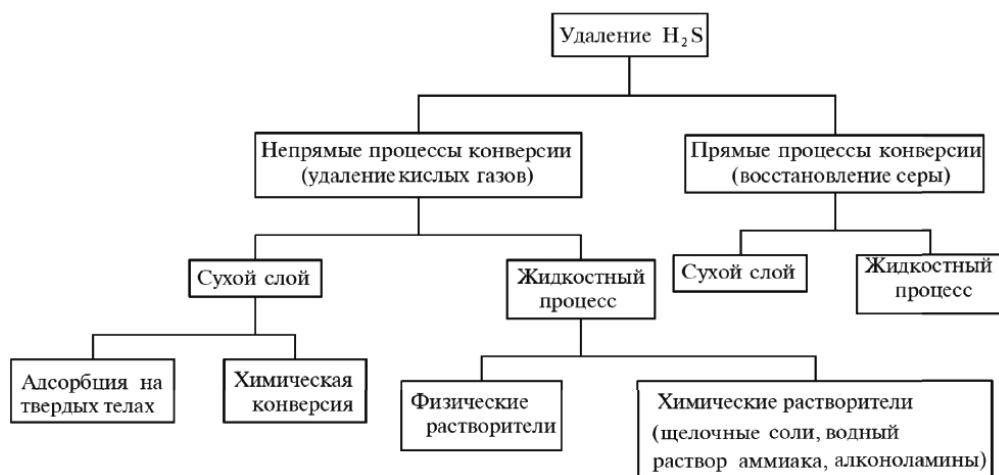 Удаление H₂S
Непрямые процессы конверсии
(удаление кислых газов)
Прямые процессы конверсии
(восстановление серы)
Сухой слой
Жидкостный
процесс
Сухой слой
Жидкостный
процесс
Адсорбция на
твердых телах
Химическая
конверсия
Физические
растворители
Химические растворители
(щелочные соли, водный
раствор аммиака, алконоламины)